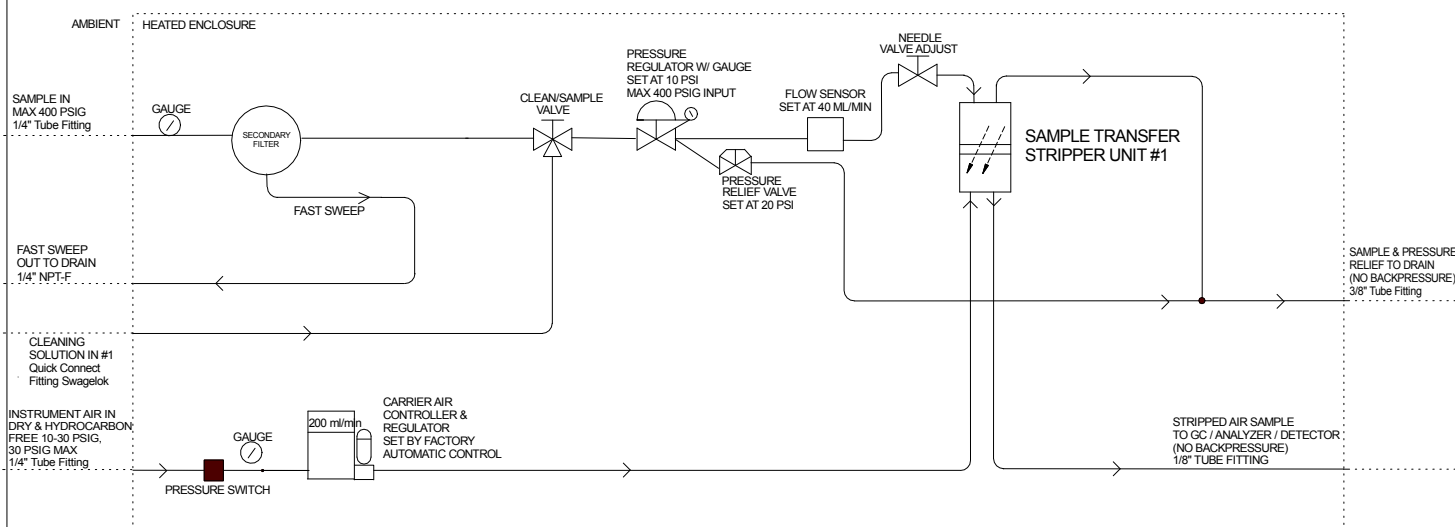 AMBIENT
HEATED ENCLOSURE
SAMPLE IN
MAX 400 PSIG
1/4" Tube Fitting
GAUGE
SECONDARY
FILTER
FAST SWEEP
FAST SWEEP
OUT TO DRAIN
1/4" NPT-F
CLEAN/SAMPLE
VALVE
PRESSURE
REGULATOR W/ GAUGE
SET AT 10 PSI
MAX 400 PSIG INPUT
PRESSURE
RELIEF VALVE
SET AT 20 PSI
FLOW SENSOR
SET AT 40 ML/MIN
NEEDLE
VALVE ADJUST
SAMPLE TRANSFER
STRIPPER UNIT #1
SAMPLE & PRESSURE
RELIEF TO DRAIN
(NO BACKPRESSURE)
3/8" Tube Fitting
CLEANING
SOLUTION IN #1
Quick Connect
Fitting Swagelok
INSTRUMENT AIR IN
DRY & HYDROCARBON
FREE 10-30 PSIG,
30 PSIG MAX
1/4" Tube Fitting
PRESSURE SWITCH
GAUGE
200 ml/min
CARRIER AIR
CONTROLLER &
REGULATOR
SET BY FACTORY
AUTOMATIC CONTROL
STRIPPED AIR SAMPLE
TO GC / ANALYZER / DETECTOR
(NO BACKPRESSURE)
1/8" TUBE FITTING